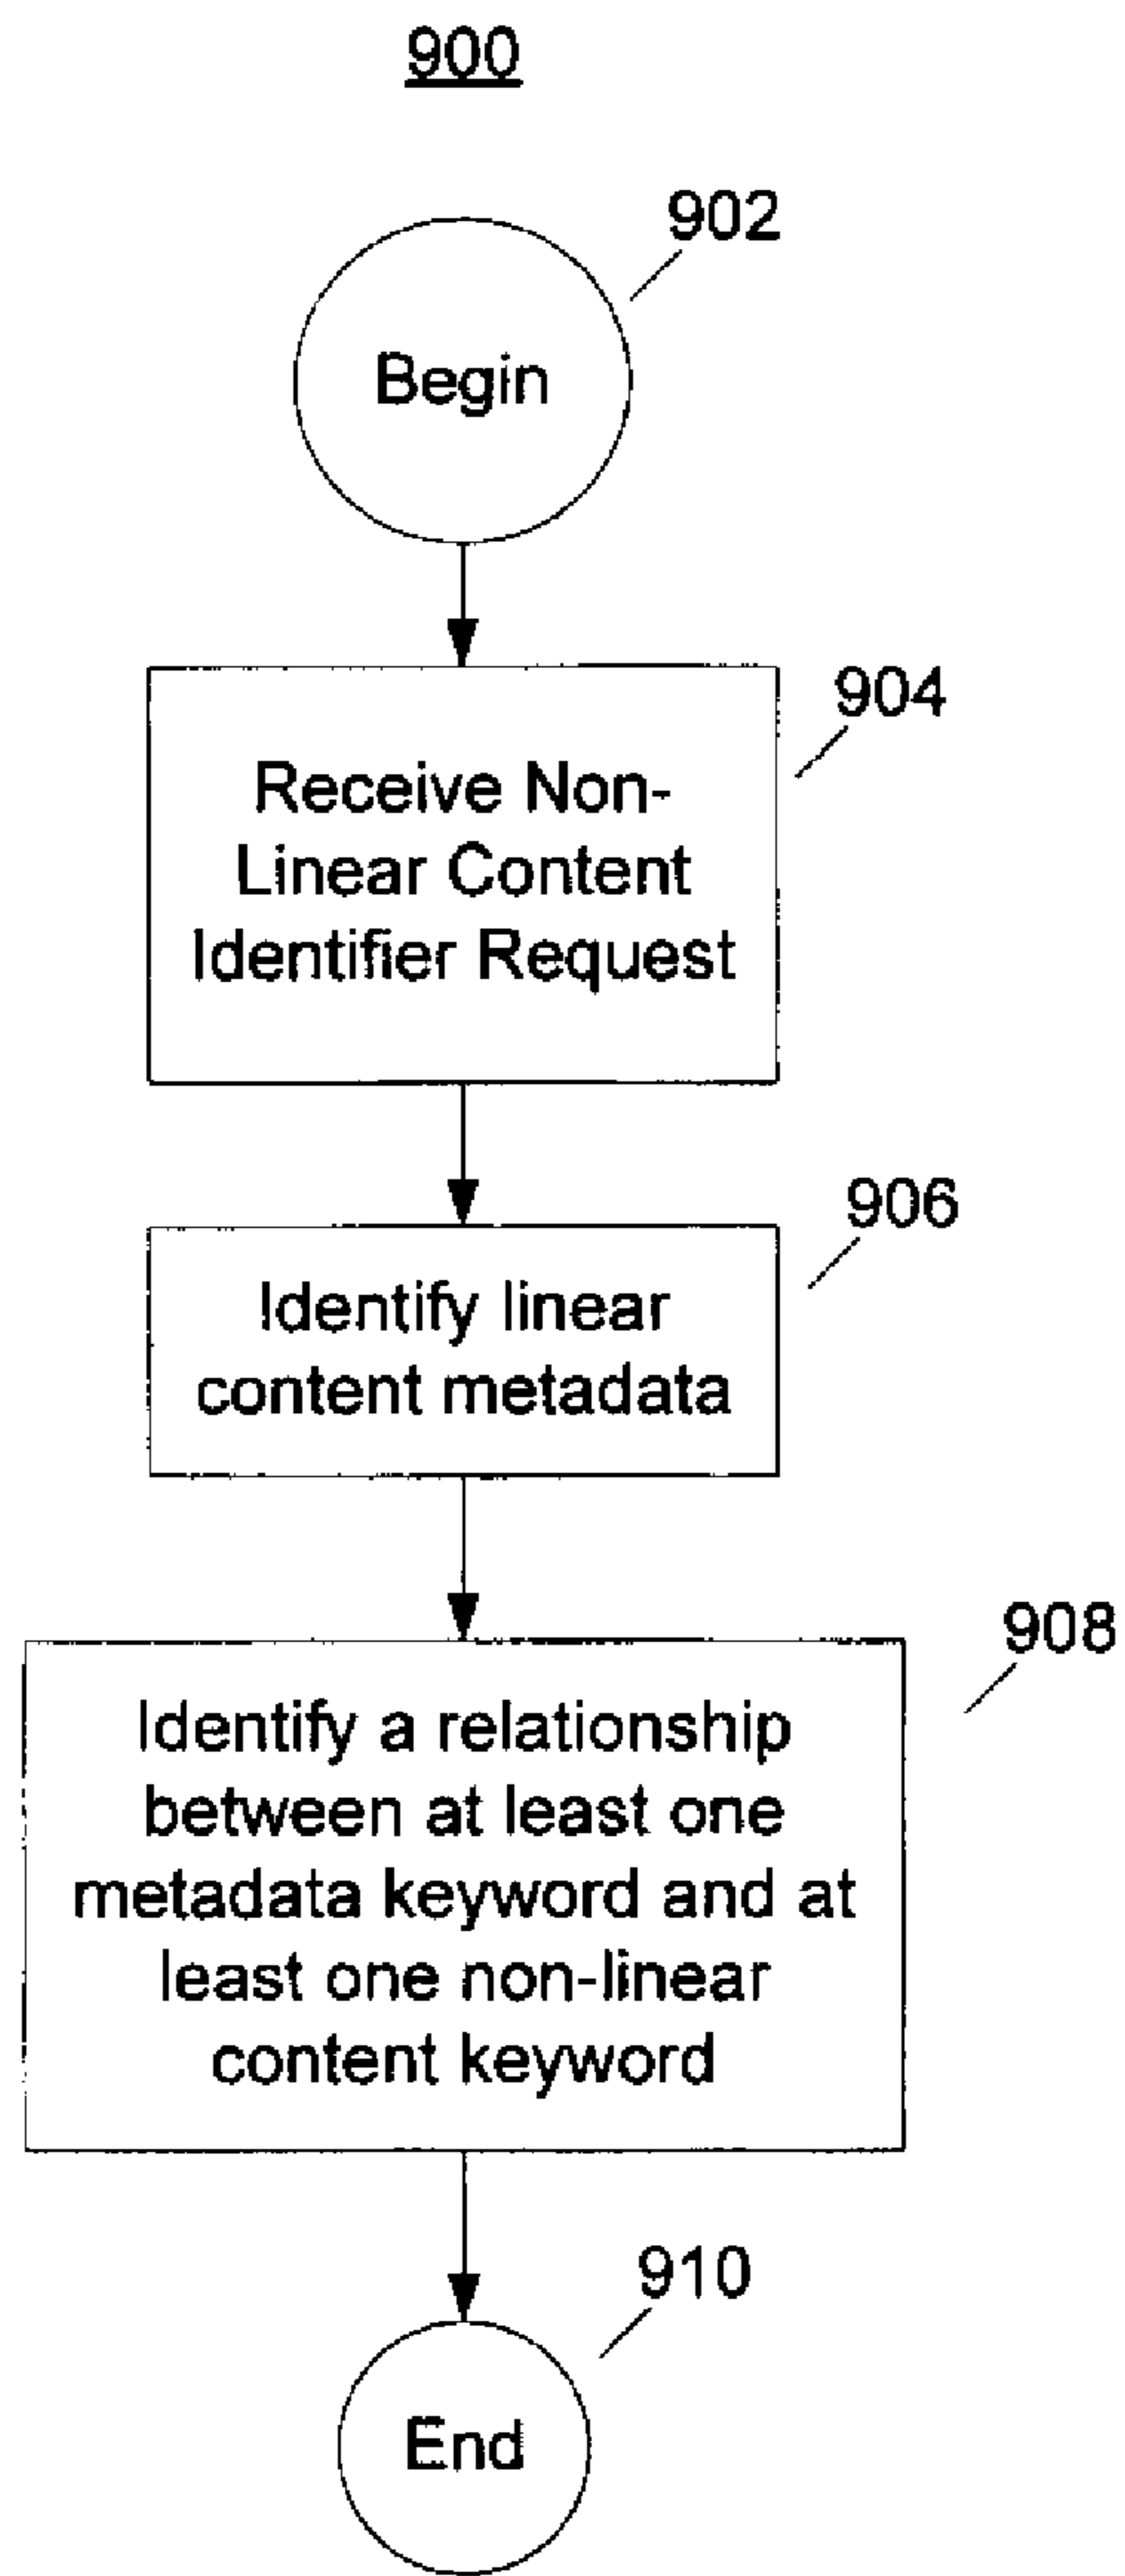 900
902
Begin
904
Receive Non-
Linear Content
Identifier Request
906
Identify linear
content metadata
908
Identify a relationship
between at least one
metadata keyword and at
least one non-linear
content keyword
910
End